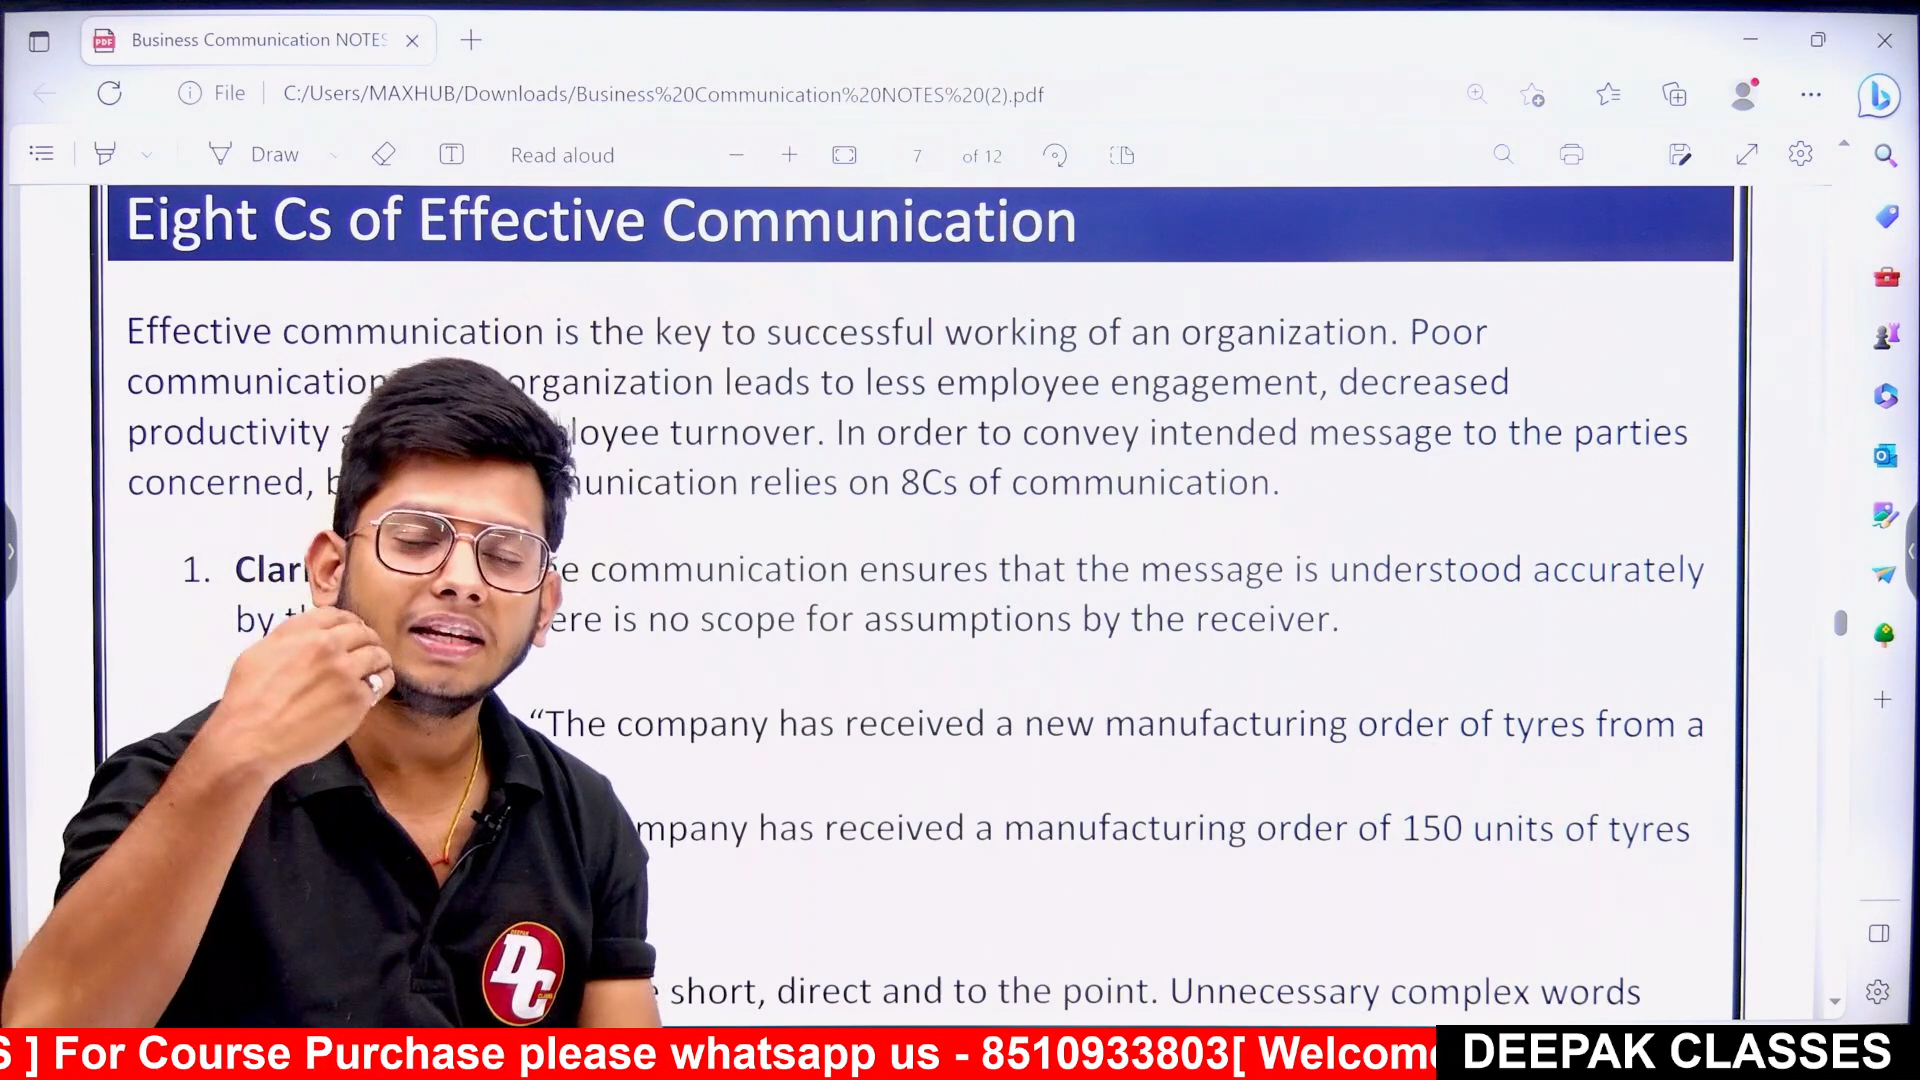 Business Communication NOTES
File C:/Users/MAXHUB/Downloads/Business%20Communication%20NOTES%20(2).pdf
Draw Read aloud 7 of 12
Eight Cs of Effective Communication
Effective communication is the key to successful working of an organization. Poor
communication organization leads to less employee engagement, decreased
productivity turnover. In order to convey intended message to the parties
concerned, relies on 8Cs of communication.
1. communication ensures that the message is understood accurately
by is no scope for assumptions by the receiver.
“The company has received a new manufacturing order of tyres from a
has received a manufacturing order of 150 units of tyres
short, direct and to the point. Unnecessary complex words
DEEPAK
DC
CLASSES
S ] For Course Purchase please whatsapp us - 8510933803[ Welcome
DEEPAK CLASSES